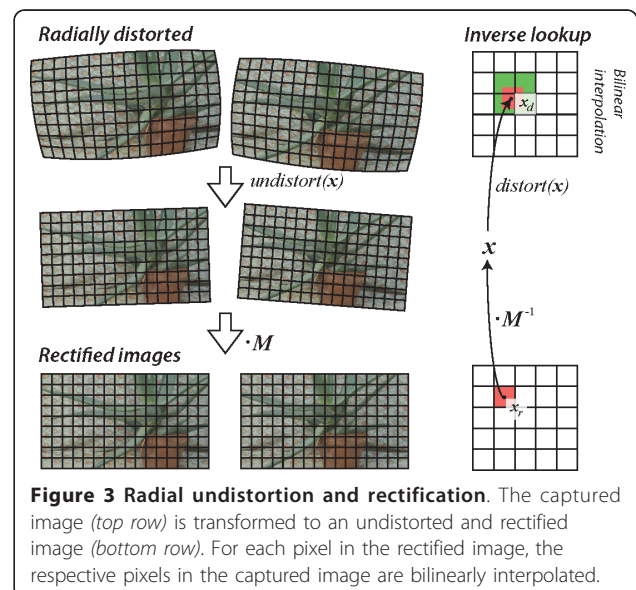 Radially distorted
Inverse lookup
Bilinear
interpolation
x_d
undistort(x)
distort(x)
x
·M
·M⁻¹
Rectified images
x_r
Figure 3 Radial undistortion and rectification. The captured
image (top row) is transformed to an undistorted and rectified
image (bottom row). For each pixel in the rectified image, the
respective pixels in the captured image are bilinearly interpolated.